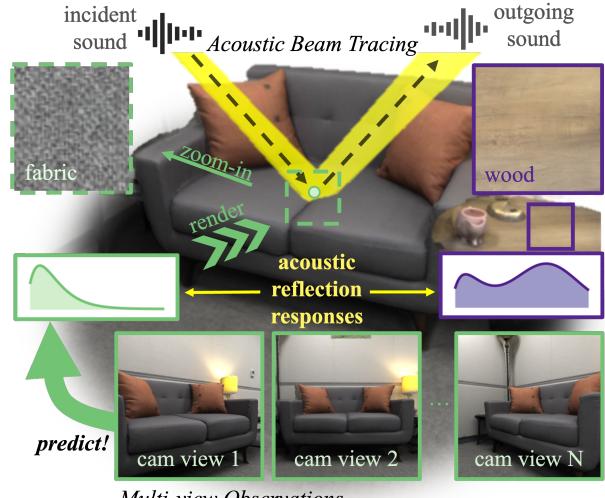 incident
sound
Acoustic Beam Tracing
outgoing
sound
fabric
zoom-in
wood
render
acoustic
reflection
responses
predict!
cam view 1
cam view 2
...
cam view N
Multi-view Observations